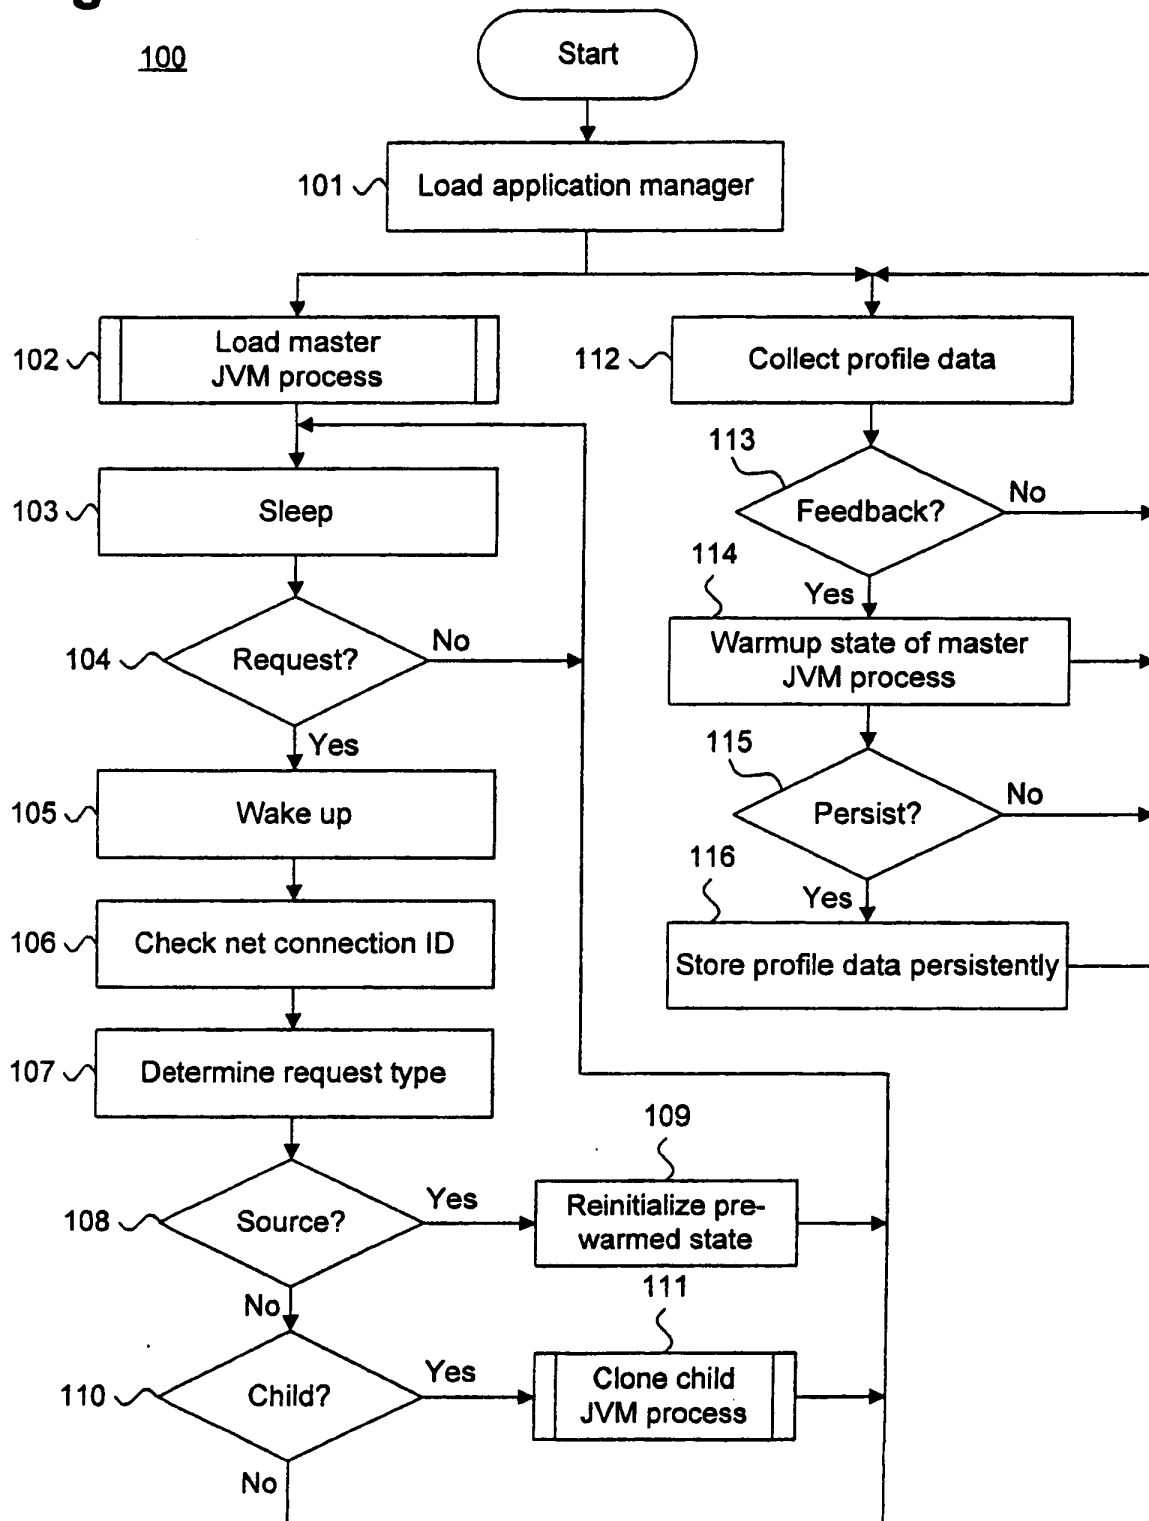 100
Start
101
Load application manager
102
Load master
JVM process
112
Collect profile data
113
103
Sleep
Feedback?
No
114
Yes
104
Request?
No
Warmup state of master
JVM process
Yes
115
105
Wake up
Persist?
No
116
Yes
106
Check net connection ID
Store profile data persistently
107
Determine request type
109
108
Source?
Yes
Reinitialize pre-
warmed state
No
111
110
Child?
Yes
Clone child
JVM process
No